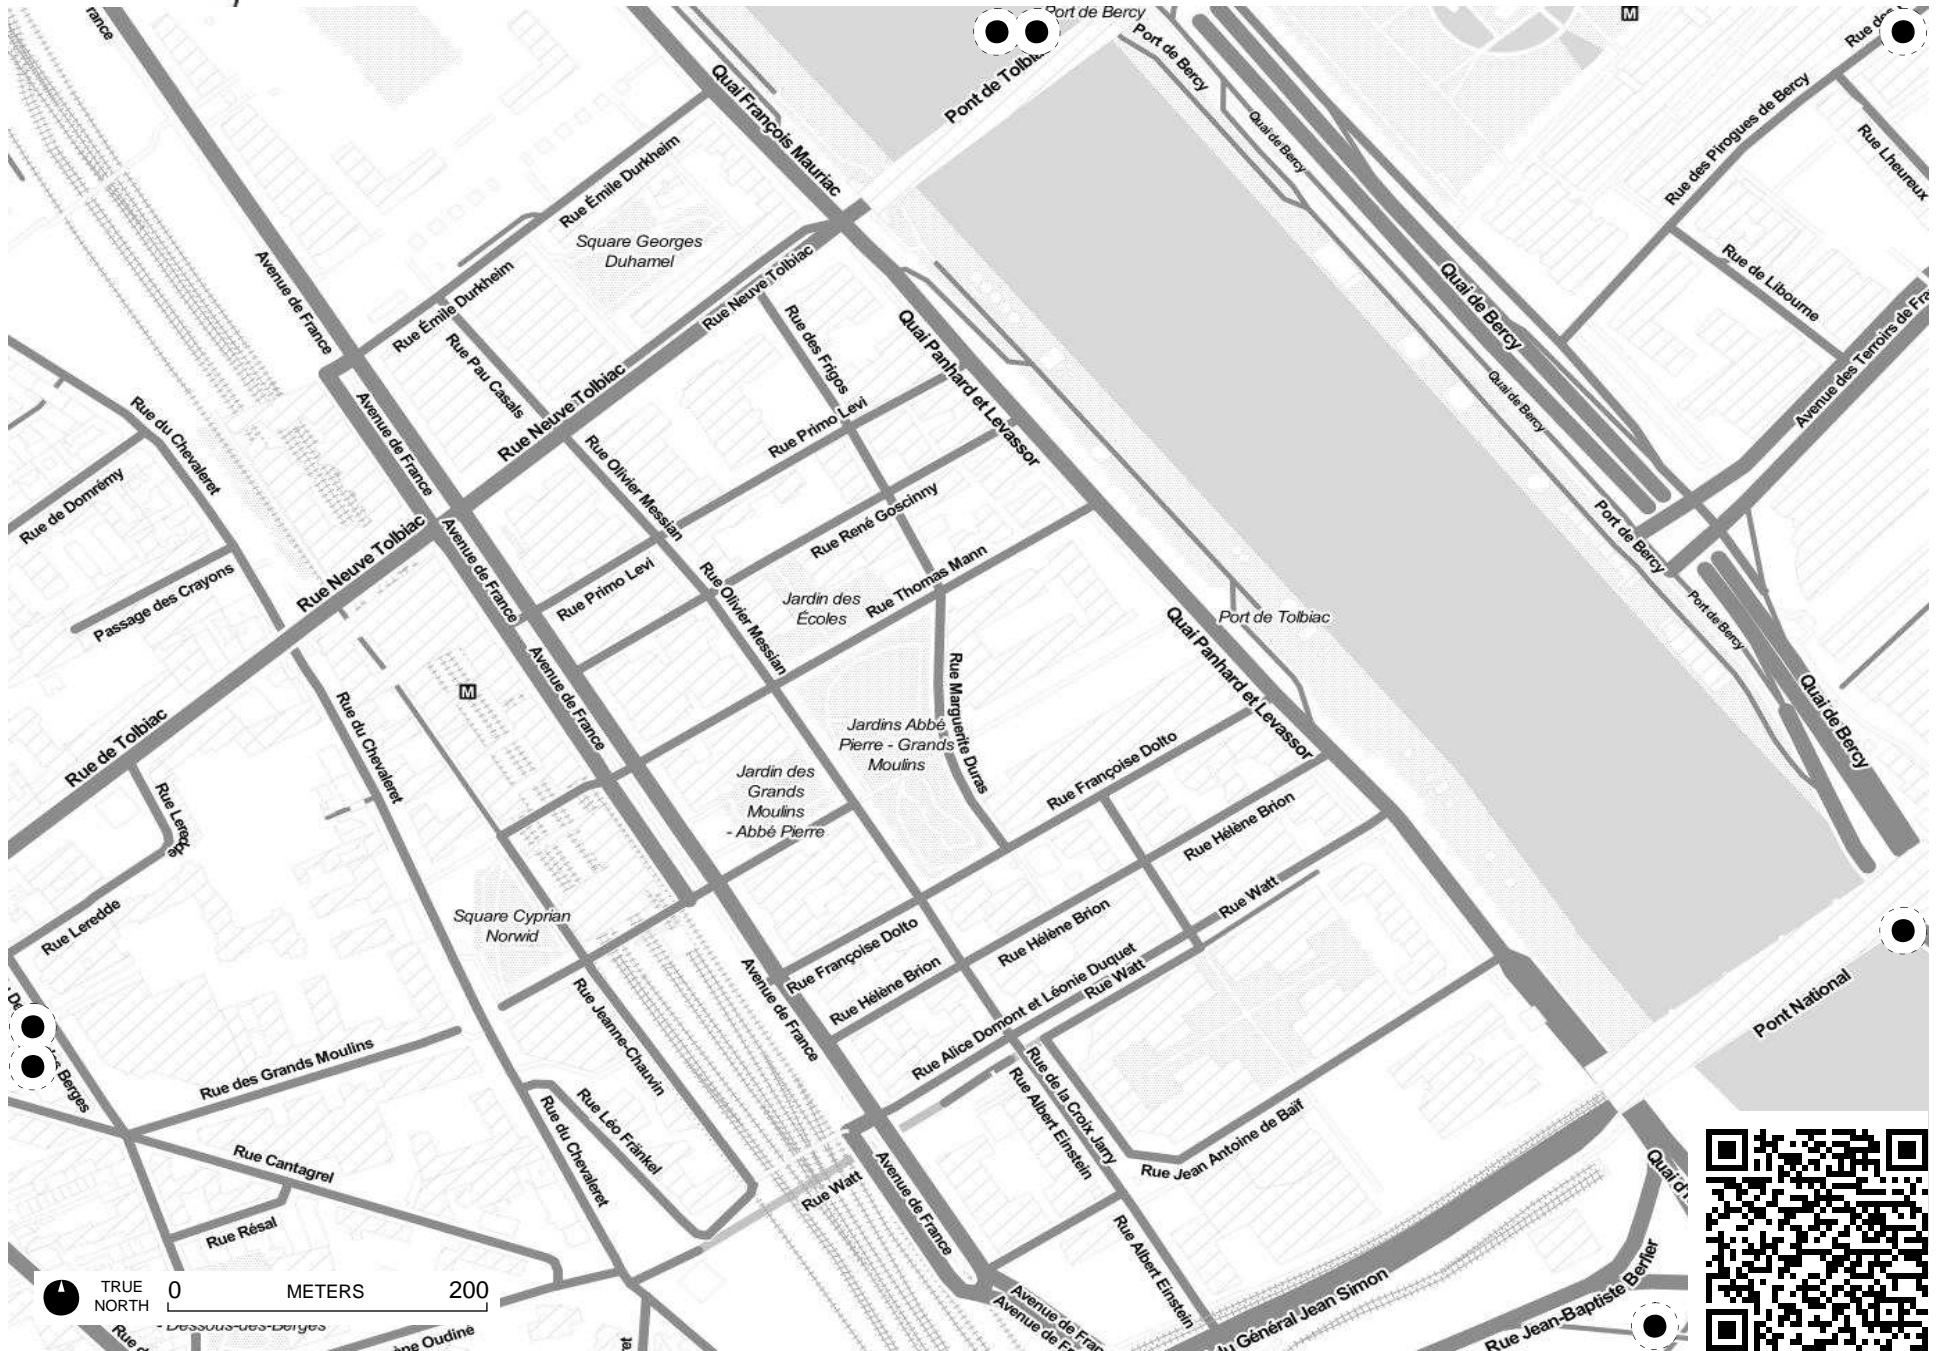 Port de Bercy
Pont de Tolbiac
Port de Bercy
M
Quai François Mauriac
Quai de Bercy
Rue des Pirogues de Bercy
Rue Lheureux
Rue Émile Durkheim
Square Georges
Duhamel
Avenue de France
Rue Neuve Tolbiac
Rue Émile Durkheim
Quai de Bercy
Rue de Libourne
Rue des Frigos
Quai Panhard et Levassor
Rue Pau Casals
Quai de Bercy
Avenue de France
Rue Neuve Tolbiac
Rue Primo Levi
Rue du Chevaleret
Rue de Domrémy
Rue Olivier Messian
Rue René Goscinny
Port de Bercy
Rue Neuve Tolbiac
Avenue de France
Rue Primo Levi
Passage des Crayons
Rue Olivier Messian
Jardin des
Écoles
Rue Thomas Mann
Port de Tolbiac
Port de Bercy
Quai Panhard et Levassor
Avenue de France
M
Rue de Tolbiac
Rue du Chevaleret
Rue Marguerite Duras
Jardins Abbé
Pierre - Grands
Moulins
Quai de Bercy
Rue Françoise Dolto
Jardin des
Grands
Moulins
- Abbé Pierre
Rue Leredde
Rue Hélène Brion
Rue Leredde
Square Cyprian
Norwid
Rue Watt
Rue Hélène Brion
Rue Françoise Dolto
Rue Hélène Brion
Avenue de France
Rue Alice Domont et Léonie Duquet
Rue Watt
Pont National
Rue Jeanne-Chauvin
Rue des Grands Moulins
Rue de la Croix Jarry
Rue Albert Einstein
Rue Léo Fränkel
Rue du Chevaleret
Rue Jean Antoine de Baïf
Rue Cantagrel
Rue Watt
Avenue de France
Rue Résal
Rue Albert Einstein
Rue Jean-Baptiste Berlier
TRUE
NORTH
0 METERS 200